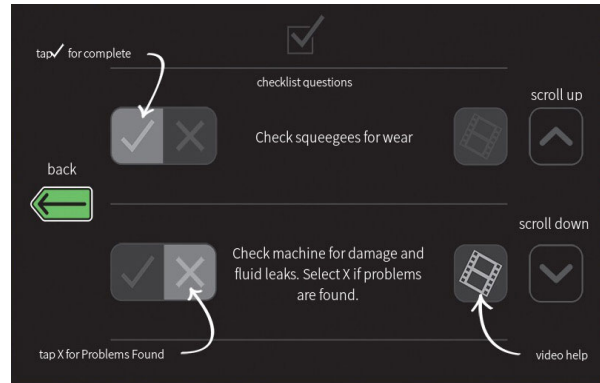 tap✓ for complete
checklist questions
scroll up
Check squeegees for wear
back
scroll down
Check machine for damage and
fluid leaks. Select X if problems
are found.
tap X for Problems Found
video help